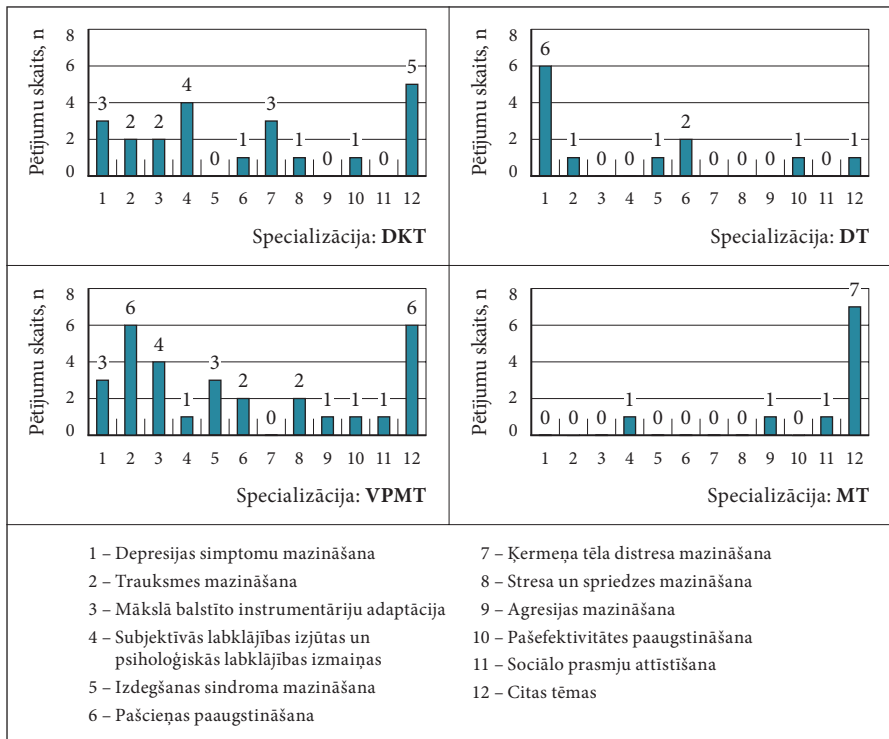 Pētījumu skaits, n
8
6
4
2
0
3
2
2
4
0
1
3
1
0
1
0
5
1 2 3 4 5 6 7 8 9 10 11 12
Specializācija: DKT
Pētījumu skaits, n
8
6
4
2
0
6
1
0
0
1
2
0
0
0
1
0
1
1 2 3 4 5 6 7 8 9 10 11 12
Specializācija: DT
Pētījumu skaits, n
8
6
4
2
0
3
6
4
1
3
2
0
2
1
1
1
6
1 2 3 4 5 6 7 8 9 10 11 12
Specializācija: VPMT
Pētījumu skaits, n
8
6
4
2
0
0
0
0
1
0
0
0
0
1
0
1
7
1 2 3 4 5 6 7 8 9 10 11 12
Specializācija: MT
1 – Depresijas simptomu mazināšana
2 – Trauksmes mazināšana
3 – Mākslā balstīto instrumentāriju adaptācija
4 – Subjektīvās labklājības izjūtas un
psiholoģiskās labklājības izmaiņas
5 – Izdegšanas sindroma mazināšana
6 – Pašcieņas paaugstināšana
7 – Ķermeņa tēla distresa mazināšana
8 – Stresa un spriedzes mazināšana
9 – Agresijas mazināšana
10 – Pašefektivitātes paaugstināšana
11 – Sociālo prasmju attīstīšana
12 – Citas tēmas